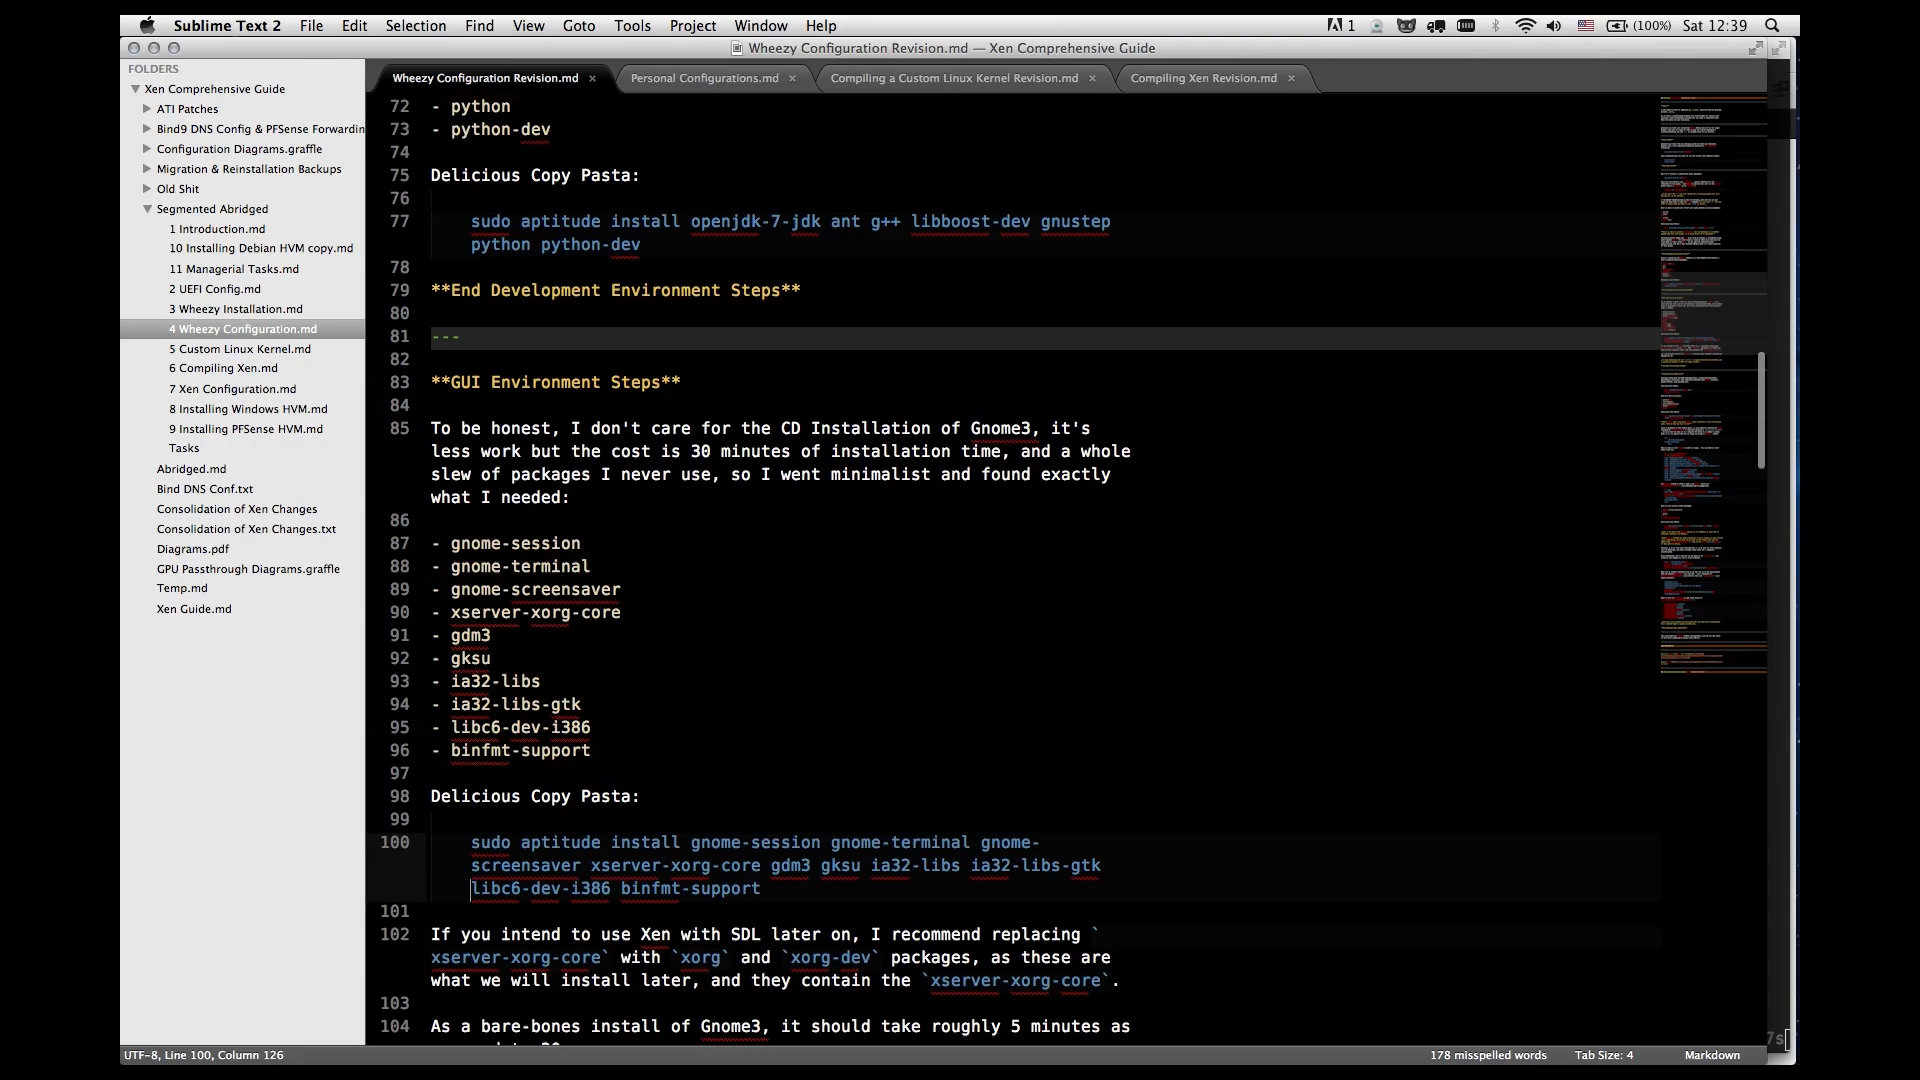 Sublime Text 2 File Edit Selection Find View Goto Tools Project Window Help 1 (100%) Sat 12:39
Wheezy Configuration Revision.md — Xen Comprehensive Guide
FOLDERS
Xen Comprehensive Guide
ATI Patches
Bind9 DNS Config & PFSense Forwardin
Configuration Diagrams.graffle
Migration & Reinstallation Backups
Old Shit
Segmented Abridged
1 Introduction.md
10 Installing Debian HVM copy.md
11 Managerial Tasks.md
2 UEFI Config.md
3 Wheezy Installation.md
4 Wheezy Configuration.md
5 Custom Linux Kernel.md
6 Compiling Xen.md
7 Xen Configuration.md
8 Installing Windows HVM.md
9 Installing PFSense HVM.md
Tasks
Abridged.md
Bind DNS Conf.txt
Consolidation of Xen Changes
Consolidation of Xen Changes.txt
Diagrams.pdf
GPU Passthrough Diagrams.graffle
Temp.md
Xen Guide.md
Wheezy Configuration Revision.md × Personal Configurations.md × Compiling a Custom Linux Kernel Revision.md × Compiling Xen Revision.md ×
72 - python
73 - python-dev
74
75 Delicious Copy Pasta:
76
77 sudo aptitude install openjdk-7-jdk ant g++ libboost-dev gnustep
python python-dev
78
79 **End Development Environment Steps**
80
81 ---
82
83 **GUI Environment Steps**
84
85 To be honest, I don't care for the CD Installation of Gnome3, it's
less work but the cost is 30 minutes of installation time, and a whole
slew of packages I never use, so I went minimalist and found exactly
what I needed:
86
87 - gnome-session
88 - gnome-terminal
89 - gnome-screensaver
90 - xserver-xorg-core
91 - gdm3
92 - gksu
93 - ia32-libs
94 - ia32-libs-gtk
95 - libc6-dev-i386
96 - binfmt-support
97
98 Delicious Copy Pasta:
99
100 sudo aptitude install gnome-session gnome-terminal gnome-
screensaver xserver-xorg-core gdm3 gksu ia32-libs ia32-libs-gtk
libc6-dev-i386 binfmt-support
101
102 If you intend to use Xen with SDL later on, I recommend replacing `
xserver-xorg-core` with `xorg` and `xorg-dev` packages, as these are
what we will install later, and they contain the `xserver-xorg-core`.
103
104 As a bare-bones install of Gnome3, it should take roughly 5 minutes as
UTF-8, Line 100, Column 126 178 misspelled words Tab Size: 4 Markdown